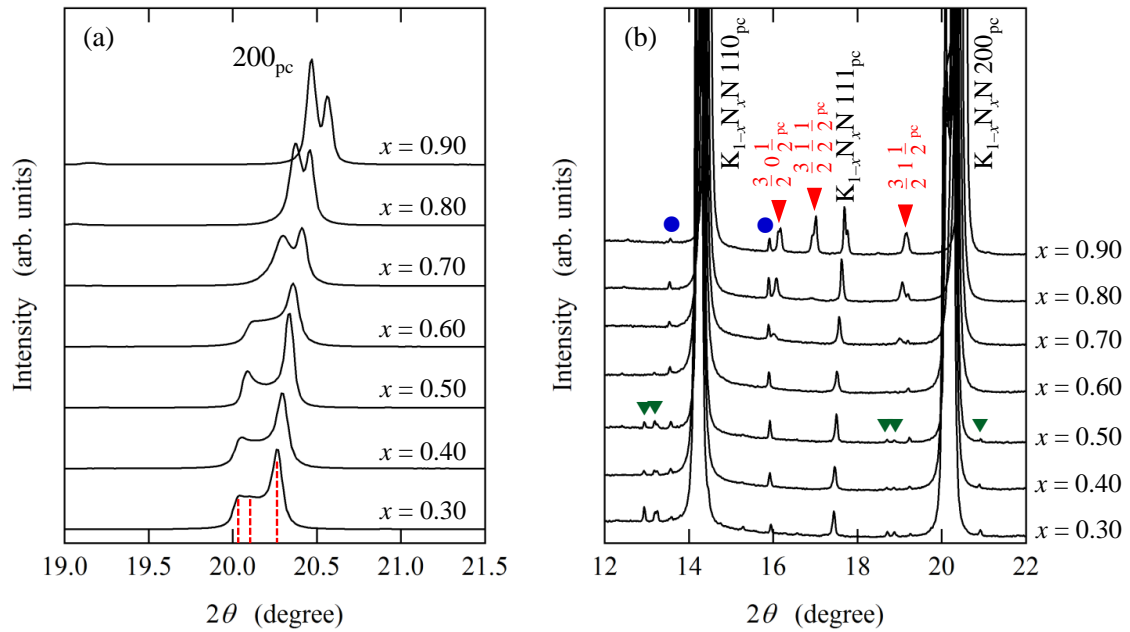 (a)
200pc
x = 0.90
x = 0.80
x = 0.70
x = 0.60
x = 0.50
x = 0.40
x = 0.30
Intensity (arb. units)
19.0 19.5 20.0 20.5 21.0 21.5
2θ (degree)
(b)
K1−xNxN 110pc
3/2 0 1/2 pc
3/2 1/2 1/2 pc
K1−xNxN 111pc
3/2 1 1/2 pc
K1−xNxN 200pc
x = 0.90
x = 0.80
x = 0.70
x = 0.60
x = 0.50
x = 0.40
x = 0.30
Intensity (arb. units)
12 14 16 18 20 22
2θ (degree)